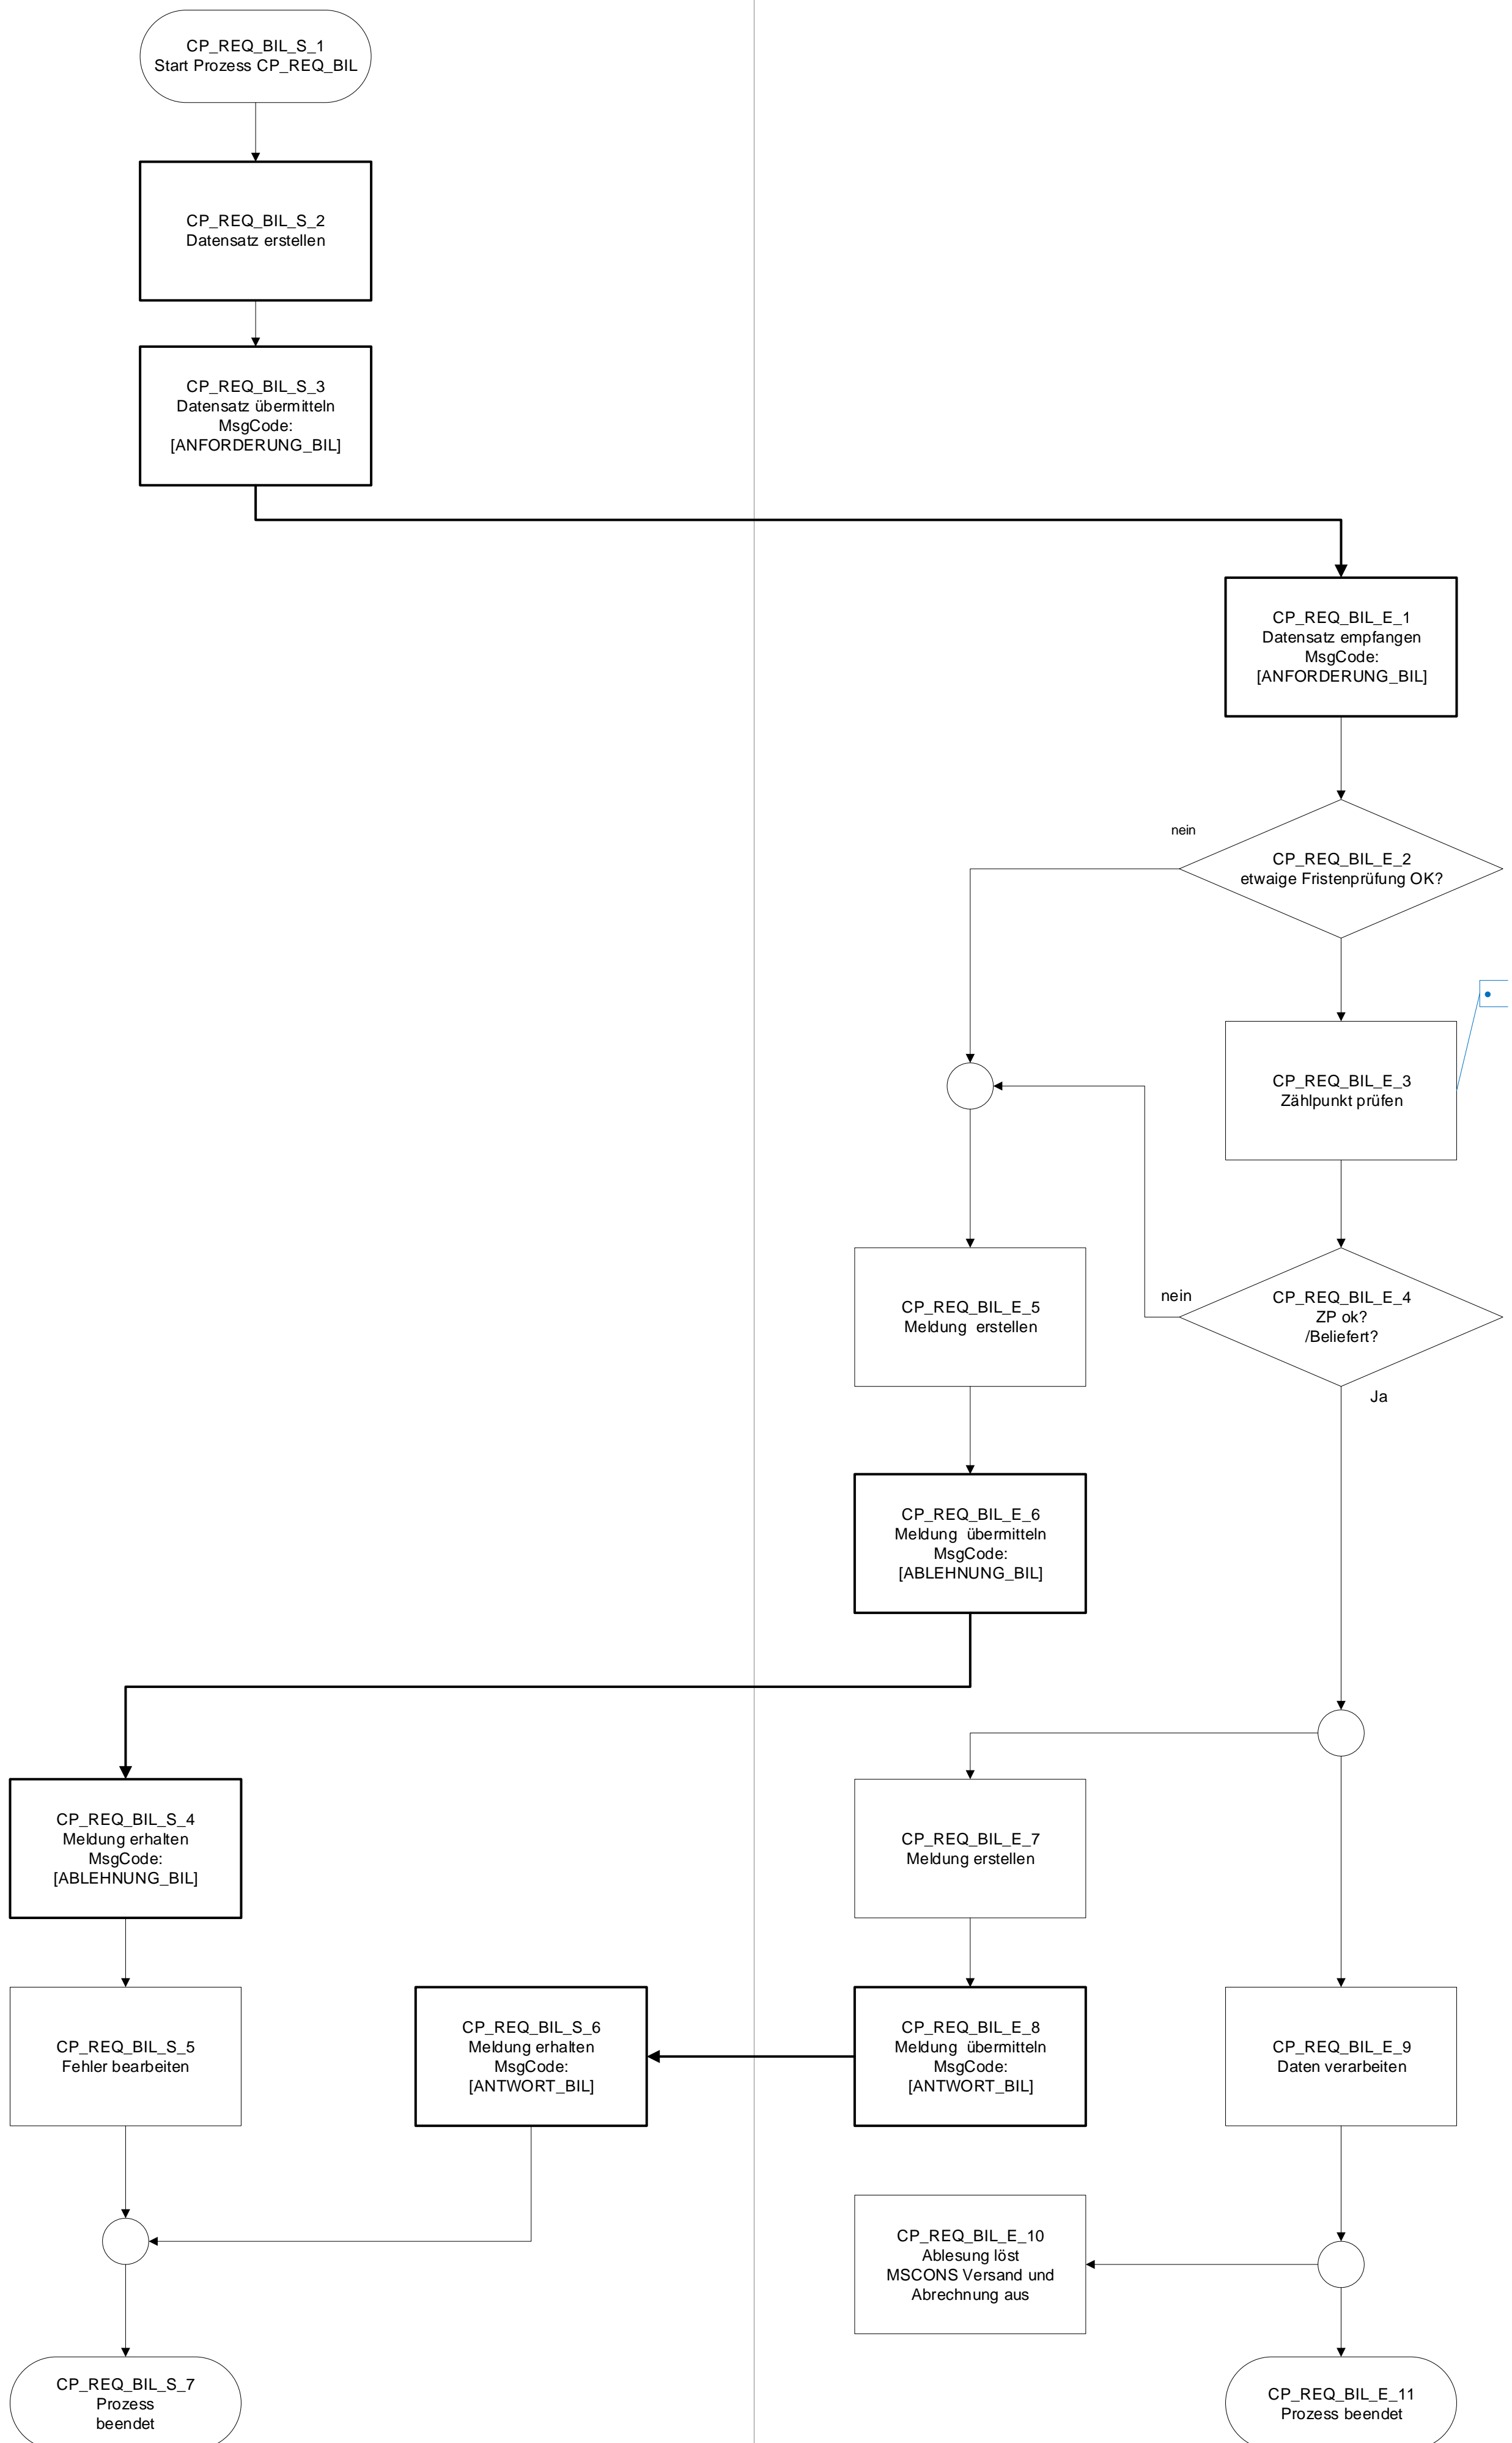 CP_REQ_BIL_S_1
Start Prozess CP_REQ_BIL
CP_REQ_BIL_S_2
Datensatz erstellen
CP_REQ_BIL_S_3
Datensatz übermitteln
MsgCode:
[ANFORDERUNG_BIL]
CP_REQ_BIL_E_1
Datensatz empfangen
MsgCode:
[ANFORDERUNG_BIL]
nein
CP_REQ_BIL_E_2
etwaige Fristenprüfung OK?
CP_REQ_BIL_E_3
Zählpunkt prüfen
nein
CP_REQ_BIL_E_4
ZP ok?
/Beliefert?
Ja
CP_REQ_BIL_E_5
Meldung erstellen
CP_REQ_BIL_E_6
Meldung übermitteln
MsgCode:
[ABLEHNUNG_BIL]
CP_REQ_BIL_S_4
Meldung erhalten
MsgCode:
[ABLEHNUNG_BIL]
CP_REQ_BIL_E_7
Meldung erstellen
CP_REQ_BIL_S_5
Fehler bearbeiten
CP_REQ_BIL_S_6
Meldung erhalten
MsgCode:
[ANTWORT_BIL]
CP_REQ_BIL_E_8
Meldung übermitteln
MsgCode:
[ANTWORT_BIL]
CP_REQ_BIL_E_9
Daten verarbeiten
CP_REQ_BIL_E_10
Ablesung löst
MSCONS Versand und
Abrechnung aus
CP_REQ_BIL_S_7
Prozess
beendet
CP_REQ_BIL_E_11
Prozess beendet